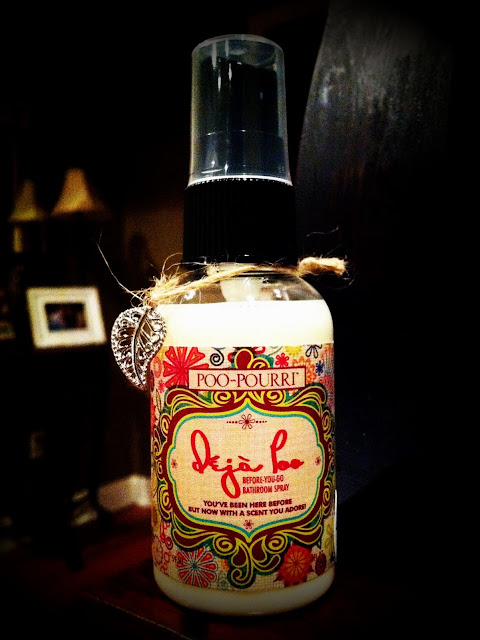 POO-POURRI™
Déjà Poo
BEFORE-YOU-GO
BATHROOM SPRAY
YOU'VE BEEN HERE BEFORE
BUT NOW WITH A SCENT YOU ADORE!